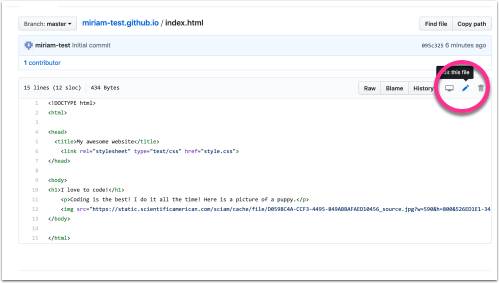 Branch: master
miriam-test.github.io / index.html
Find file Copy path
miriam-test Initial commit
095c325 6 minutes ago
1 contributor
this file
15 lines (12 sloc) 434 Bytes
Raw Blame History
1 <!DOCTYPE html>
2 <html>
3
4 <head>
5 <title>My awesome website</title>
6 <link rel="stylesheet" type="text/css" href="style.css">
7 </head>
8
9 <body>
10 <h1>I love to code!</h1>
11 <p>Coding is the best! I do it all the time! Here is a picture of a puppy.</p>
12 <img src="https://static.scientificamerican.com/sciam/cache/file/D059BC4A-CCF3-4495-849ABBAFAED10456_source.jpg?w=590&h=800&526ED1E1-34
13 </body>
14
15 </html>